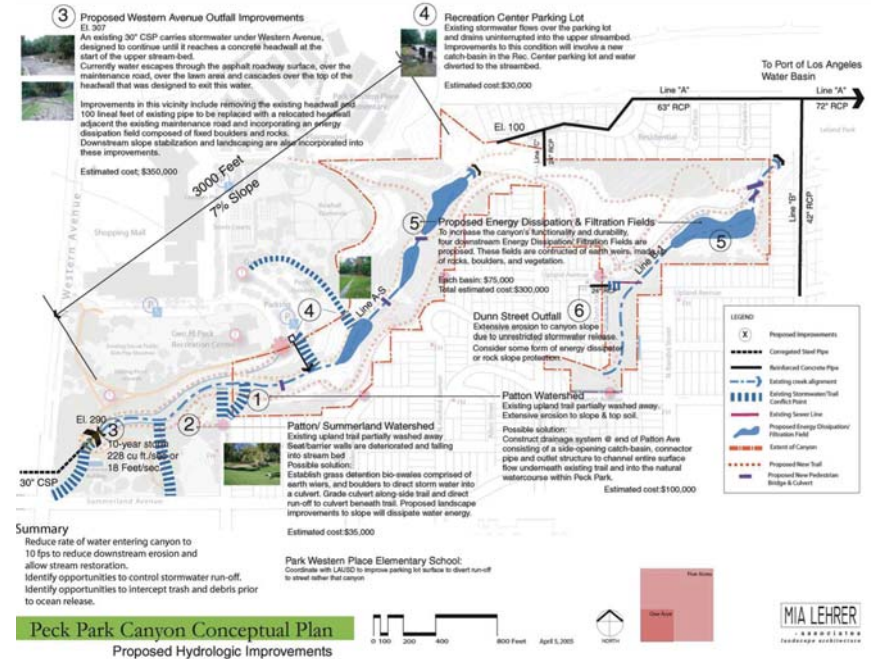 3 Proposed Western Avenue Outfall Improvements
El. 307
An existing 30" CSP carries stormwater under Western Avenue,
designed to continue until it reaches a concrete headwall at the
start of the upper stream-bed.
Currently water escapes through the asphalt roadway surface, over the
maintenance road, over the lawn area and cascades over the top of the
headwall that was designed to exit this water.
Improvements in this vicinity include removing the existing headwall and
100 lineal feet of existing pipe to be replaced with a relocated headwall
adjacent the existing maintenance road and incorporating an energy
dissipation field composed of fixed boulders and rocks.
Downstream slope stabilization and landscaping are also incorporated into
these improvements.
Estimated cost; $350,000
4 Recreation Center Parking Lot
Existing stormwater flows over the parking lot
and drains uninterrupted into the upper streambed.
Improvements to this condition will involve a new
catch-basin in the Rec. Center parking lot and water
diverted to the streambed.
Estimated cost:$30,000
To Port of Los Angeles
Water Basin
Line "A"
Line "A"
63" RCP
72" RCP
El. 100
Line "C"
24" RCP
Residential
Leland Park
Line "B"
42" RCP
3000 Feet
7% Slope
Western Avenue
Shopping Mall
Parking
Geo. H Peck
Recreation Center
5 Proposed Energy Dissipation & Filtration Fields
To increase the canyon's functionality and durability,
four downstream Energy Dissipation/ Filtration Fields are
proposed. These fields are contructed of earth weirs, made up
of rocks, boulders, and vegetation.
Each basin: $75,000
Total estimated cost:$300,000
5
Line A-S
4
6
Dunn Street Outfall
Extensive erosion to canyon slope
due to unrestricted stormwater release.
Consider some form of energy dissipater
or rock slope protection.
Upland Avenue
Upland Avenue
1
2
3
El. 290
10-year storm
228 cu ft./sec or
18 Feet/sec.
30" CSP
Summerland Avenue
Patton/ Summerland Watershed
Existing upland trail partially washed away
Seat/barrier walls are deteriorated and falling
into stream bed
Possible solution:
Establish grass detention bio-swales comprised of
earth wiers, and boulders to direct storm water into
a culvert. Grade culvert along-side trail and direct
run-off to culvert beneath trail. Proposed landscape
improvements to slope will dissipate water energy.
Estimated cost:$35,000
Patton Watershed
Existing upland trail partially washed away.
Extensive erosion to slope & top soil.
Possible solution:
Construct drainage system @ end of Patton Ave
consisting of a side-opening catch-basin, connector
pipe and outlet structure to channel entire surface
flow underneath existing trail and into the natural
watercourse within Peck Park.
Estimated cost:$100,000
LEGEND
X Proposed Improvements
Corrugated Steel Pipe
Reinforced Concrete Pipe
Existing creek alignment
Existing Stormwater/Trail
Conflict Point
Existing Sewer Line
Proposed Energy Dissipation/
Filtration Field
Extent of Canyon
Proposed New Trail
Proposed New Pedestrian
Bridge & Culvert
Summary
Reduce rate of water entering canyon to
10 fps to reduce downstream erosion and
allow stream restoration.
Identify opportunities to control stormwater run-off.
Identify opportunities to intercept trash and debris prior
to ocean release.
Park Western Place Elementary School:
Coordinate with LAUSD to improve parking lot surface to divert run-off
to street rather that canyon
Peck Park Canyon Conceptual Plan
Proposed Hydrologic Improvements
0 100 200 400 800 Feet
April 5, 2005
NORTH
Five Acres
One Acre
MIA LEHRER
+ associates
landscape architecture